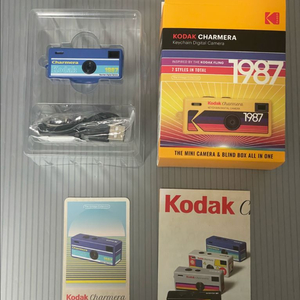 Charmera
KODAK CHARMERA
Keychain Digital Camera
INSPIRED BY THE KODAK FLING
7 STYLES IN TOTAL
1987
Kodak Charmera
1987
THE MINI CAMERA & BLIND BOX ALL IN ONE
Kodak Charmera
Kodak C